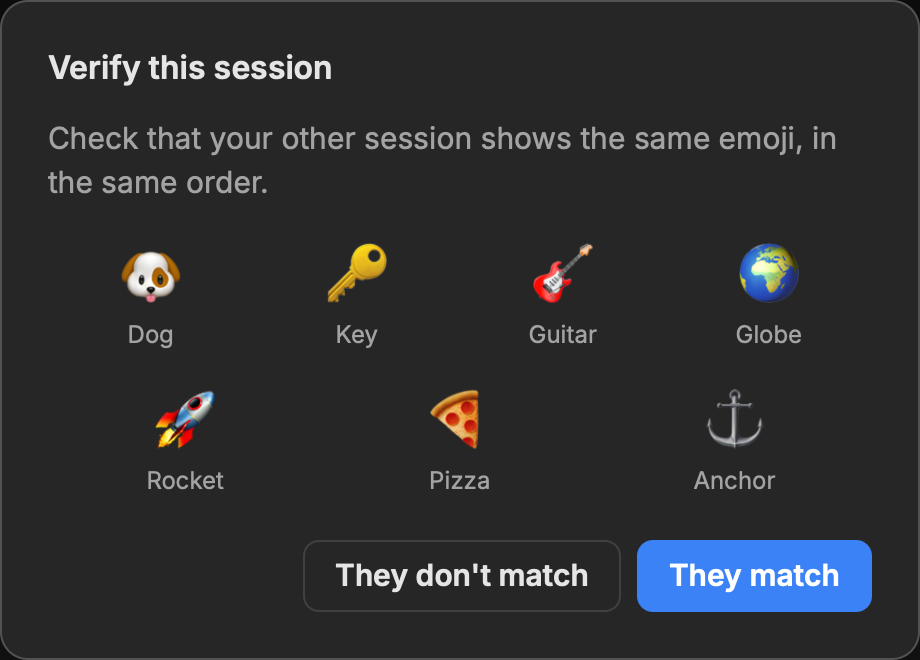 Verify this session
Check that your other session shows the same emoji, in
the same order.
Dog Key Guitar Globe
Rocket Pizza Anchor
They don't match They match